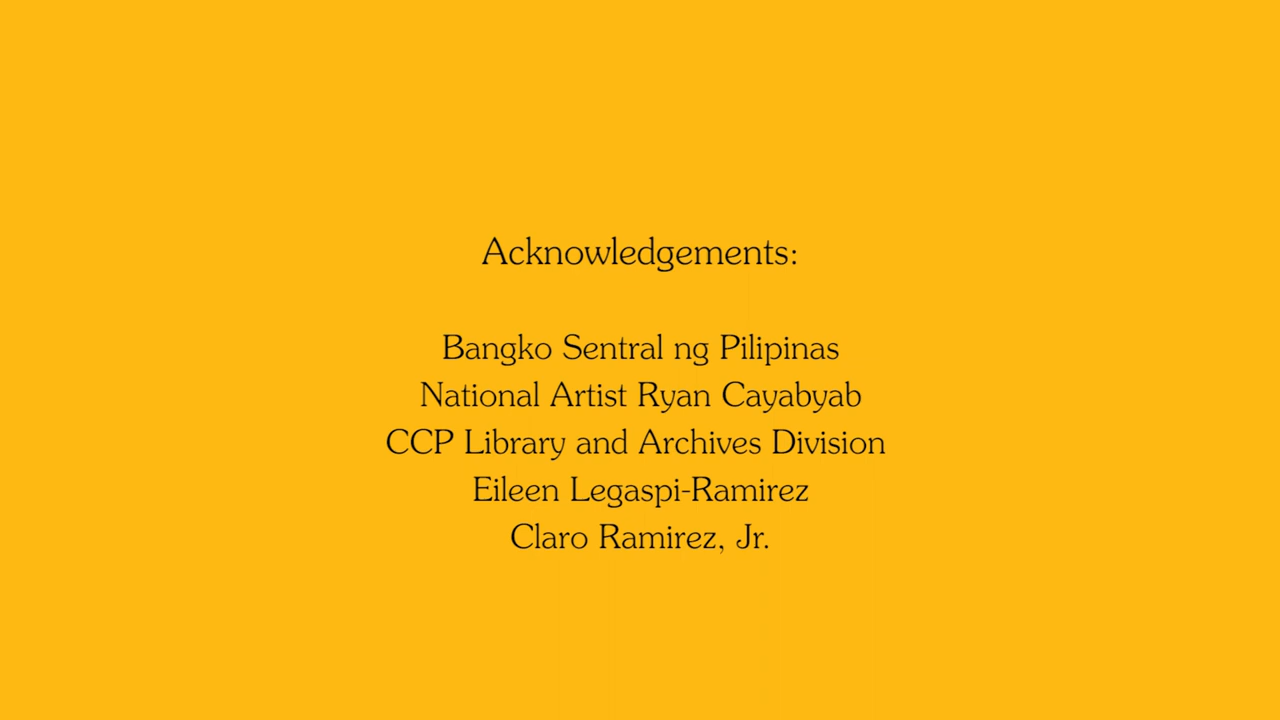 Acknowledgements:
Bangko Sentral ng Pilipinas
National Artist Ryan Cayabyab
CCP Library and Archives Division
Eileen Legaspi-Ramirez
Claro Ramirez, Jr.